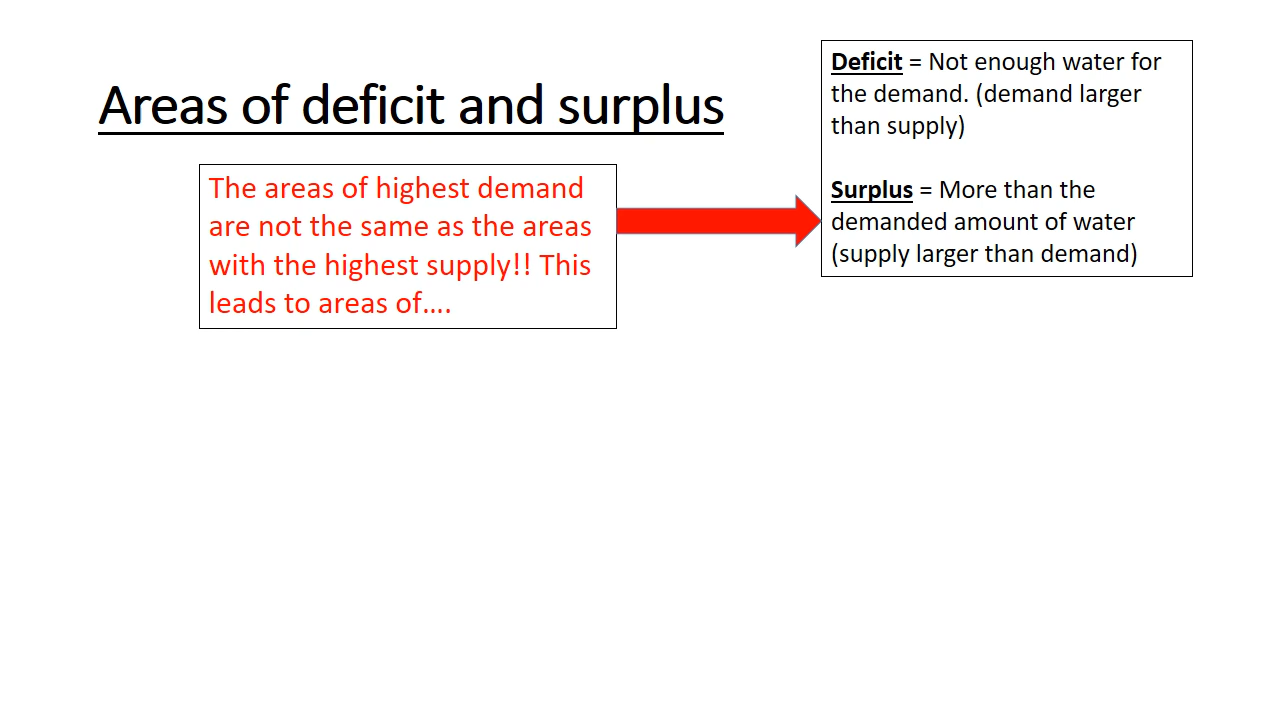 Areas of deficit and surplus
The areas of highest demand
are not the same as the areas
with the highest supply!! This
leads to areas of....
Deficit = Not enough water for
the demand. (demand larger
than supply)
Surplus = More than the
demanded amount of water
(supply larger than demand)